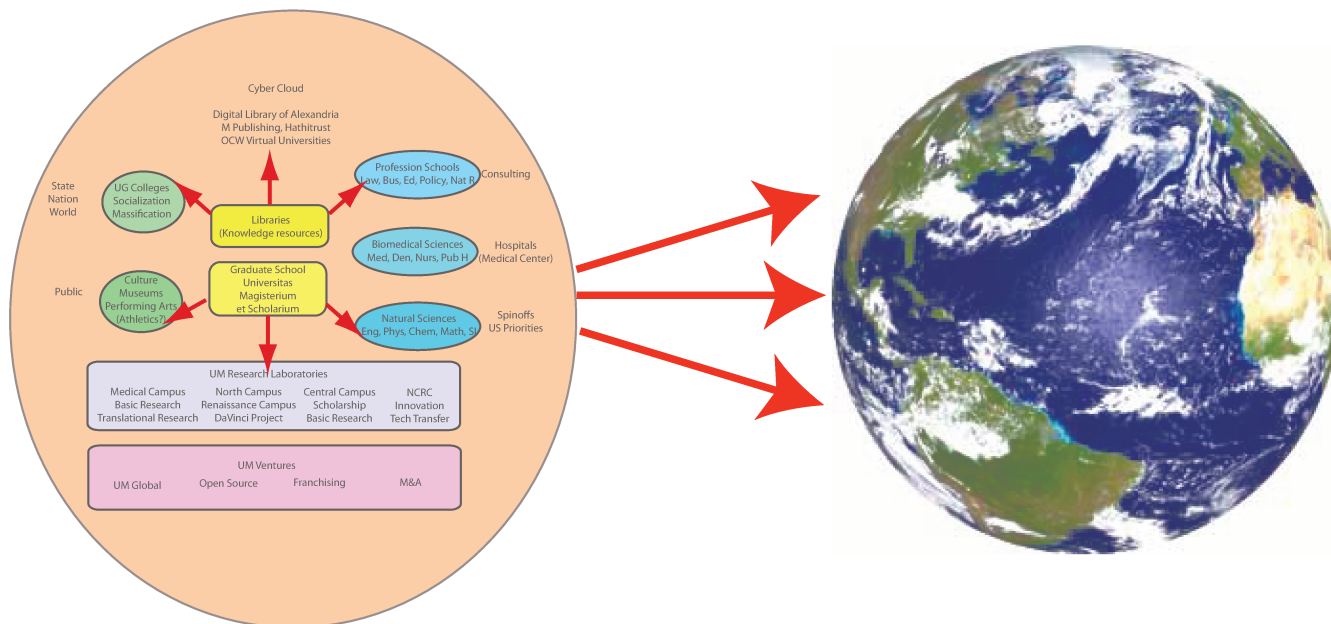 Cyber Cloud
Digital Library of Alexandria
M Publishing, Hathitrust
OCW Virtual Universities
State
Nation
World
UG Colleges
Socialization
Massification
Libraries
(Knowledge resources)
Profession Schools
Law, Bus, Ed, Policy, Nat R
Consulting
Biomedical Sciences
Med, Den, Nurs, Pub H
Hospitals
(Medical Center)
Public
Culture
Museums
Performing Arts
(Athletics?)
Graduate School
Universitas
Magisterium
et Scholarium
Natural Sciences
Eng, Phys, Chem, Math, St
Spinoffs
US Priorities
UM Research Laboratories
Medical Campus
Basic Research
Translational Research
North Campus
Renaissance Campus
DaVinci Project
Central Campus
Scholarship
Basic Research
NCRC
Innovation
Tech Transfer
UM Ventures
UM Global
Open Source
Franchising
M&A